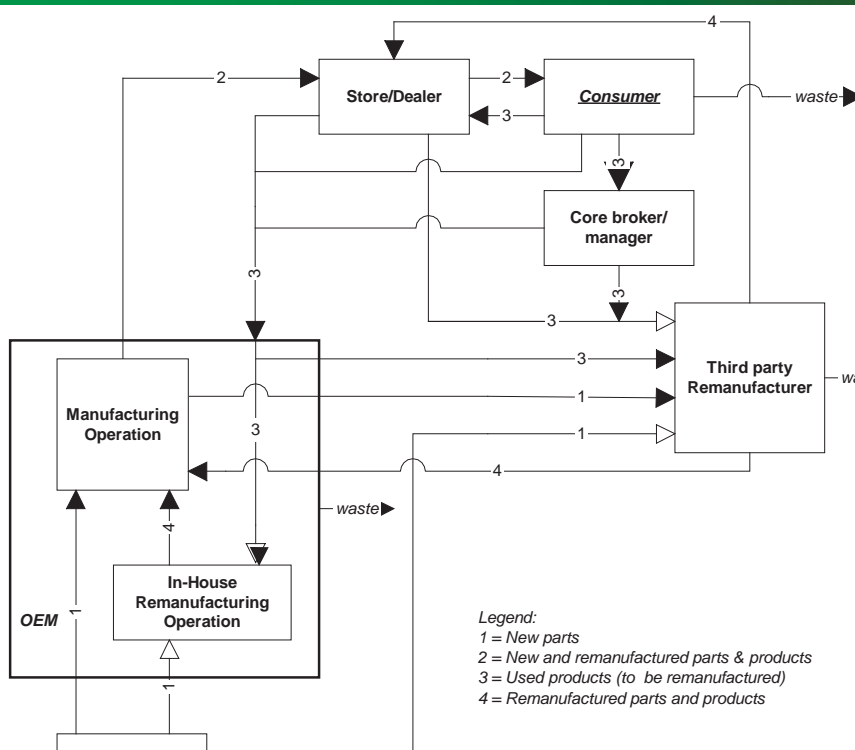 4
2
Store/Dealer
2
Consumer
waste
3
3
Core broker/
manager
3
3
3
3
Third party
Remanufacturer
Manufacturing
Operation
1
3
1
4
waste
4
In-House
Remanufacturing
Operation
OEM
1
1
Legend:
1 = New parts
2 = New and remanufactured parts & products
3 = Used products (to be remanufactured)
4 = Remanufactured parts and products